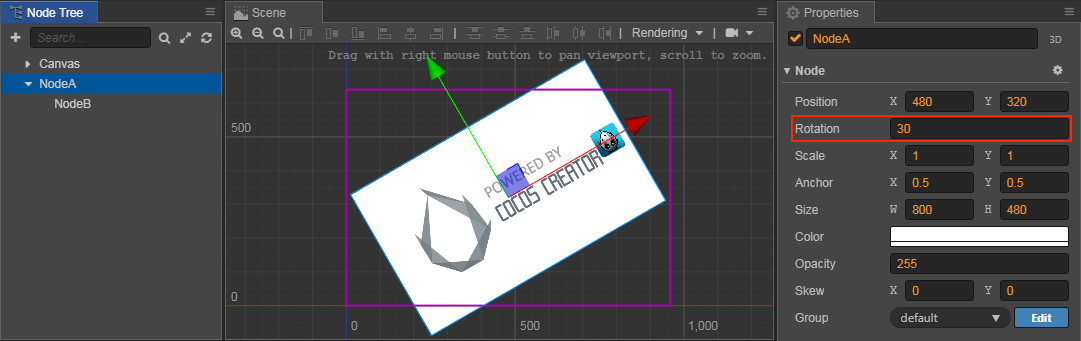 Node Tree
Search...
Canvas
NodeA
NodeB
Scene
Rendering
Drag with right mouse button to pan viewport, scroll to zoom.
500
0
0
500
1,000
POWERED BY
COCOS CREATOR
Properties
NodeA
3D
Node
Position X 480 Y 320
Rotation 30
Scale X 1 Y 1
Anchor X 0.5 Y 0.5
Size W 800 H 480
Color
Opacity 255
Skew X 0 Y 0
Group default Edit